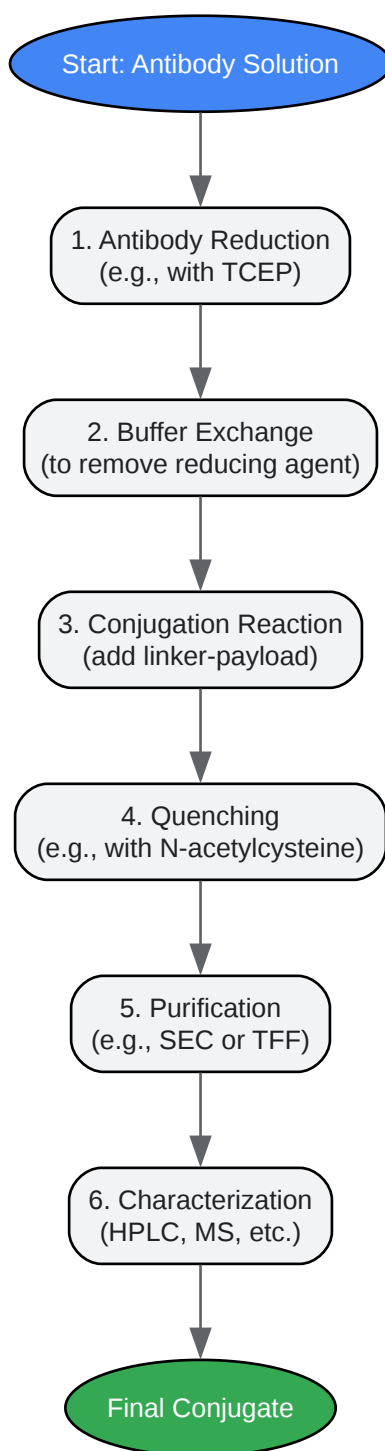 Start: Antibody Solution
1. Antibody Reduction
(e.g., with TCEP)
2. Buffer Exchange
(to remove reducing agent)
3. Conjugation Reaction
(add linker-payload)
4. Quenching
(e.g., with N-acetylcysteine)
5. Purification
(e.g., SEC or TFF)
6. Characterization
(HPLC, MS, etc.)
Final Conjugate